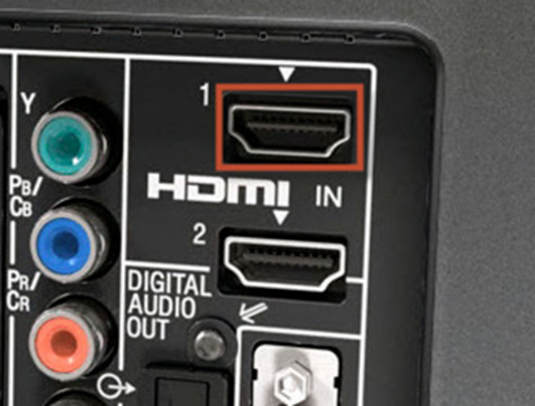 Y
1
PB/
CB
HDMI IN
2
PR/
CR
DIGITAL
AUDIO
OUT